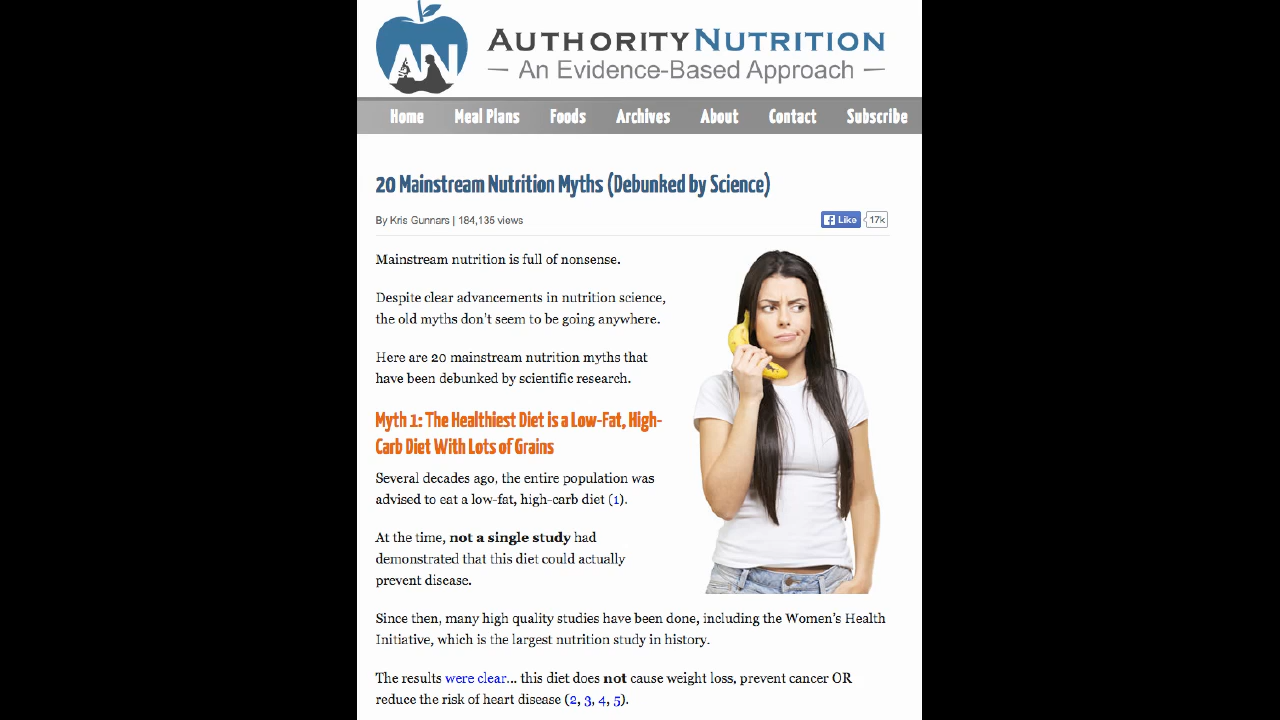 AN
AUTHORITY NUTRITION
An Evidence-Based Approach
Home Meal Plans Foods Archives About Contact Subscribe
20 Mainstream Nutrition Myths (Debunked by Science)
By Kris Gunnars | 184,135 views
Like 17k
Mainstream nutrition is full of nonsense.
Despite clear advancements in nutrition science,
the old myths don't seem to be going anywhere.
Here are 20 mainstream nutrition myths that
have been debunked by scientific research.
Myth 1: The Healthiest Diet is a Low-Fat, High-
Carb Diet With Lots of Grains
Several decades ago, the entire population was
advised to eat a low-fat, high-carb diet (1).
At the time, not a single study had
demonstrated that this diet could actually
prevent disease.
Since then, many high quality studies have been done, including the Women's Health
Initiative, which is the largest nutrition study in history.
The results were clear... this diet does not cause weight loss, prevent cancer OR
reduce the risk of heart disease (2, 3, 4, 5).